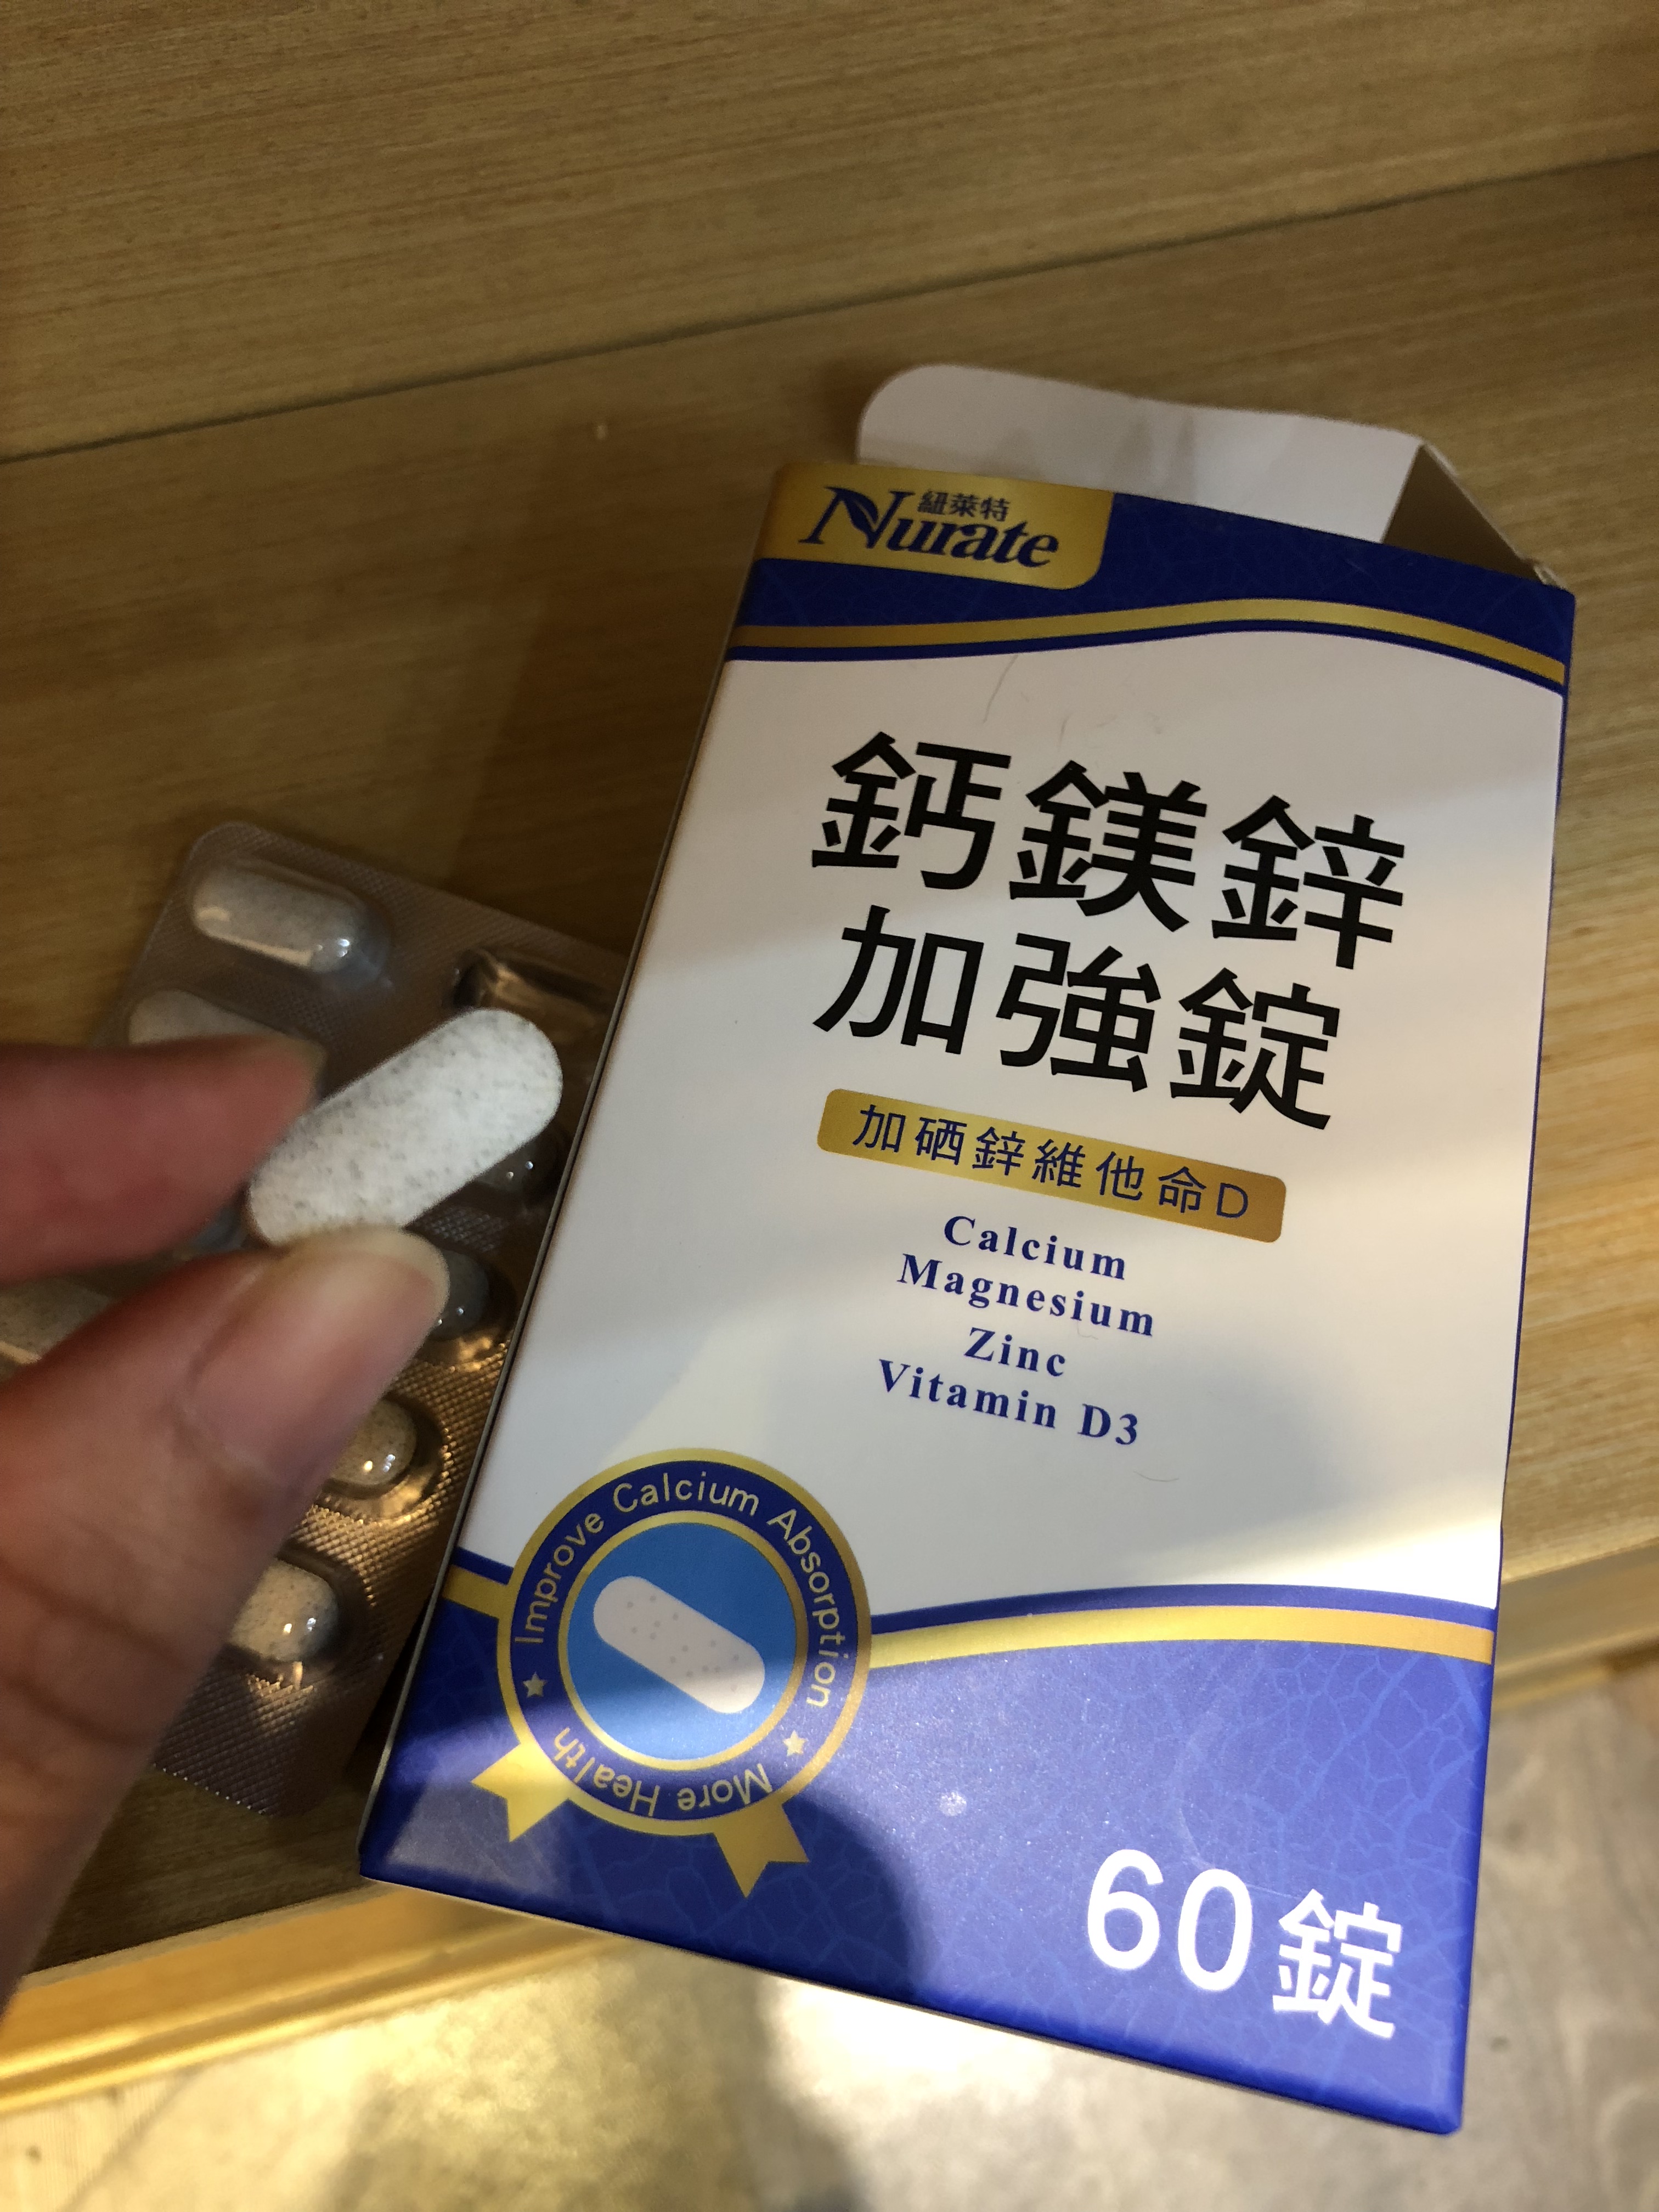 紐萊特
Nurate
鈣鎂鋅
加強錠
加硒鋅維他命D
Calcium
Magnesium
Zinc
Vitamin D3
Improve Calcium Absorption
More Health
60錠